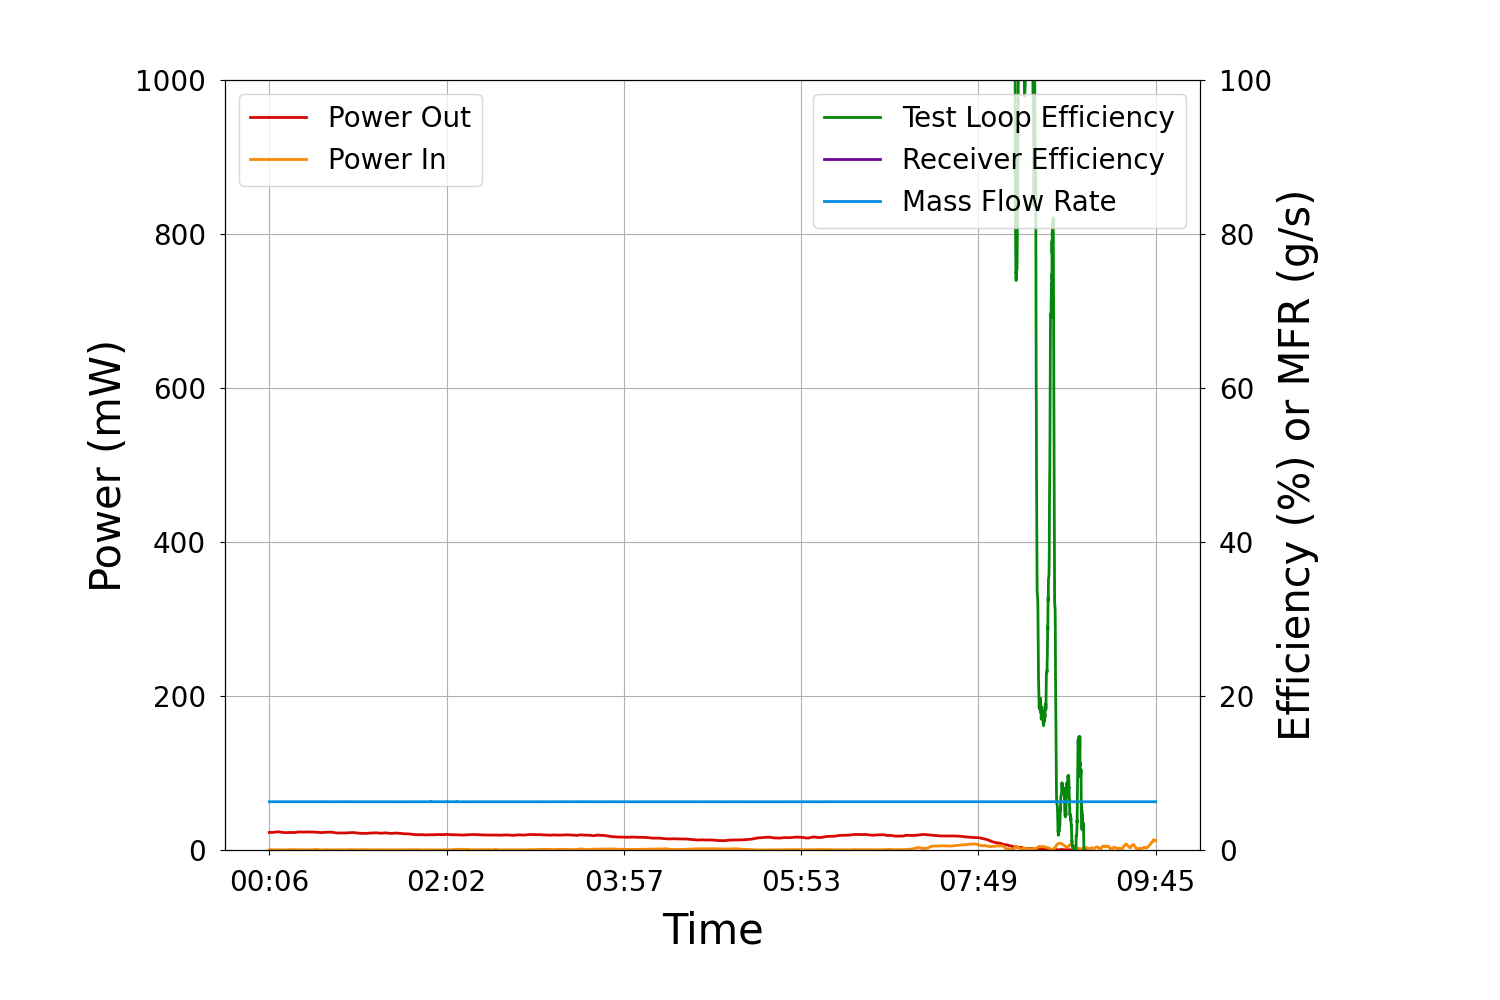 1000
800
600
400
200
0
Power (mW)
Power Out
Power In
Test Loop Efficiency
Receiver Efficiency
Mass Flow Rate
100
80
60
40
20
0
Efficiency (%) or MFR (g/s)
00:06 02:02 03:57 05:53 07:49 09:45
Time